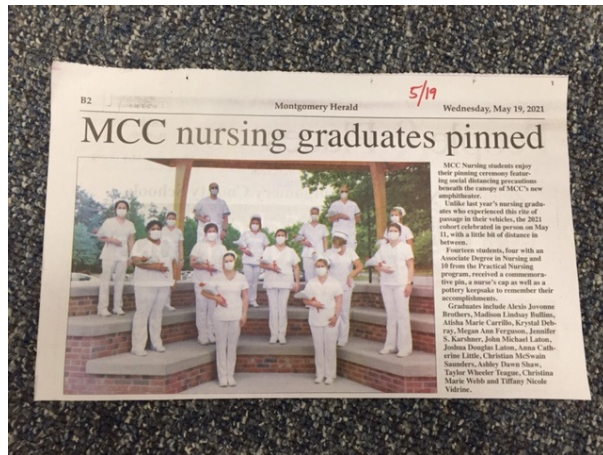 5/19
B2 Montgomery Herald Wednesday, May 19, 2021
MCC nursing graduates pinned
MCC Nursing students enjoy
their pinning ceremony featur-
ing social distancing precautions
beneath the canopy of MCC's new
amphitheater.
Unlike last year's nursing gradu-
ates who experienced this rite of
passage in their vehicles, the 2021
cohort celebrated in person on May
11, with a little bit of distance in
between.
Fourteen students, four with an
Associate Degree in Nursing and
10 from the Practical Nursing
program, received a commemora-
tive pin, a nurse's cap as well as a
pottery keepsake to remember their
accomplishments.
Graduates include Alexis Jovonne
Brothers, Madison Lindsay Bullins,
Atisha Marie Carrillo, Krystal Deb-
ray, Megan Ann Ferguson, Jennifer
S. Karshner, John Michael Laton,
Joshua Douglas Laton, Anna Cath-
erine Little, Christian McSwain
Saunders, Ashley Dawn Shaw,
Taylor Wheeler Teague, Christina
Marie Webb and Tiffany Nicole
Vidrine.